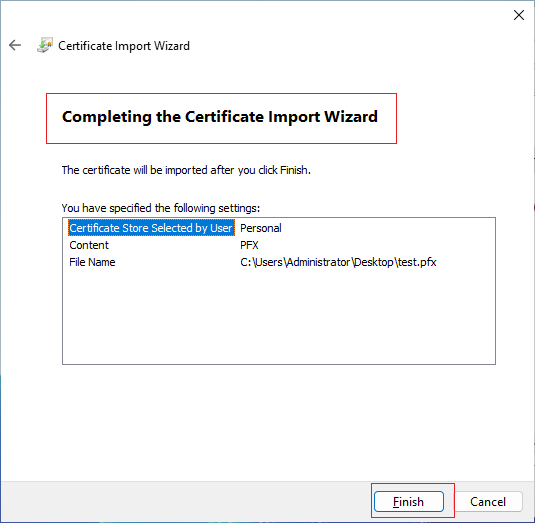 Certificate Import Wizard
Completing the Certificate Import Wizard
The certificate will be imported after you click Finish.
You have specified the following settings:
Certificate Store Selected by User Personal
Content PFX
File Name C:\Users\Administrator\Desktop\test.pfx
Finish Cancel